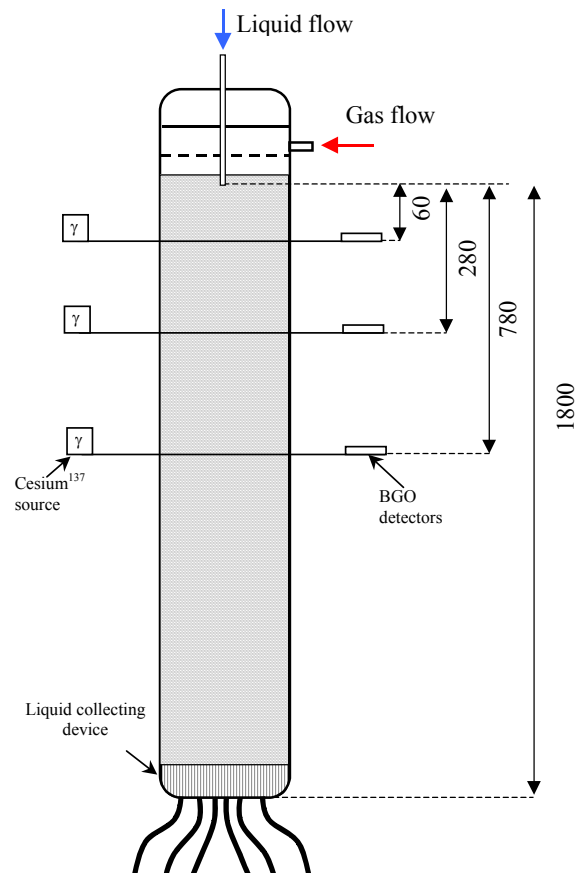 Liquid flow
Gas flow
60
280
780
1800
γ
γ
γ
Cesium¹³⁷
source
BGO
detectors
Liquid collecting
device